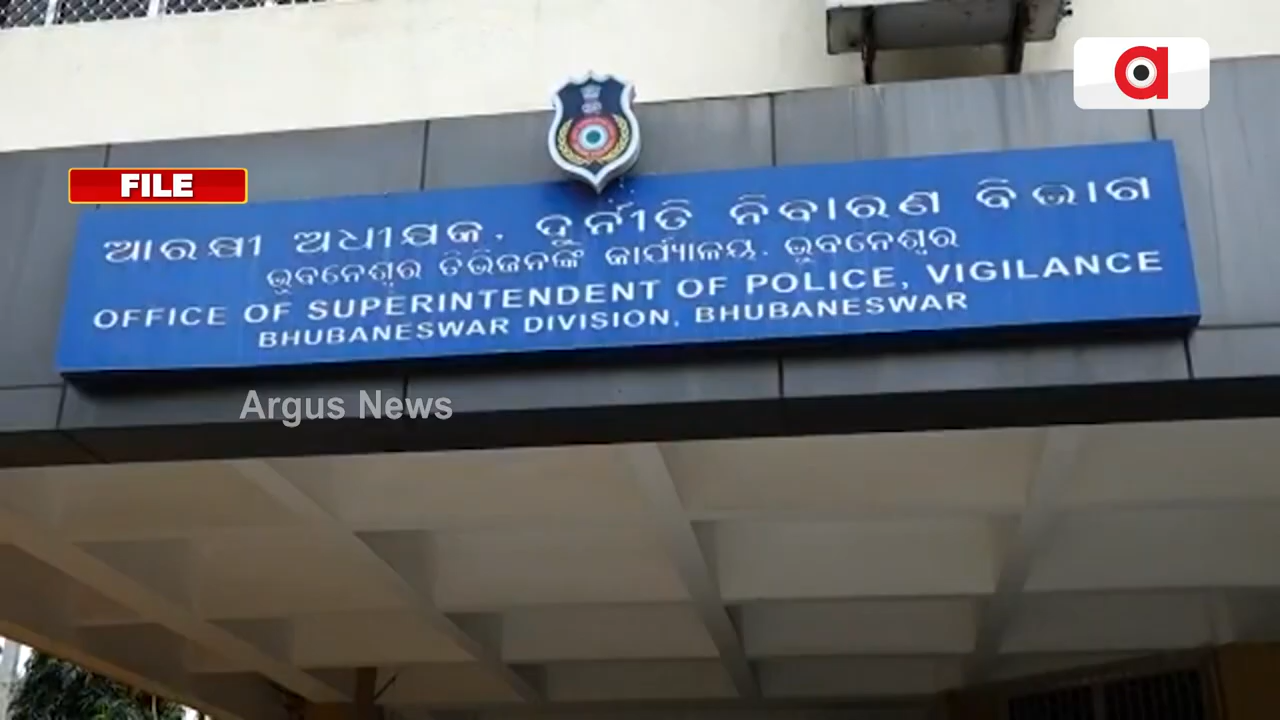 FILE
ଆରକ୍ଷୀ ଅଧୀକ୍ଷକ, ଦୁର୍ନୀତି ନିବାରଣ ବିଭାଗ
ଭୁବନେଶ୍ୱର ଡିଭିଜନଙ୍କ କାର୍ଯ୍ୟାଳୟ, ଭୁବନେଶ୍ୱର
OFFICE OF SUPERINTENDENT OF POLICE, VIGILANCE
BHUBANESWAR DIVISION, BHUBANESWAR
Argus News